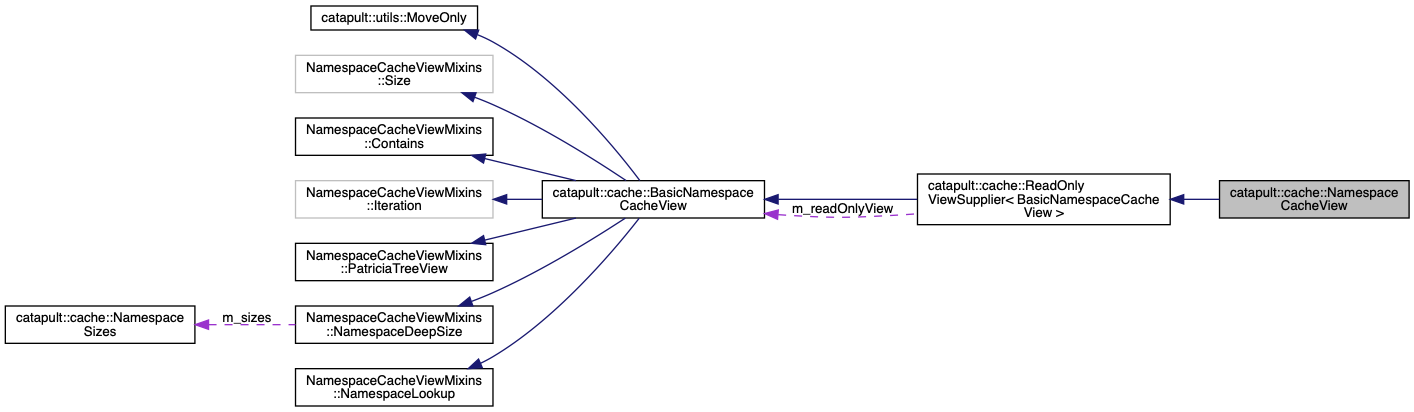 catapult::utils::MoveOnly
NamespaceCacheViewMixins
::Size
NamespaceCacheViewMixins
::Contains
NamespaceCacheViewMixins
::Iteration
NamespaceCacheViewMixins
::PatriciaTreeView
catapult::cache::Namespace
Sizes
m_sizes
NamespaceCacheViewMixins
::NamespaceDeepSize
NamespaceCacheViewMixins
::NamespaceLookup
catapult::cache::BasicNamespace
CacheView
m_readOnlyView
catapult::cache::ReadOnly
ViewSupplier< BasicNamespaceCache
View >
catapult::cache::Namespace
CacheView